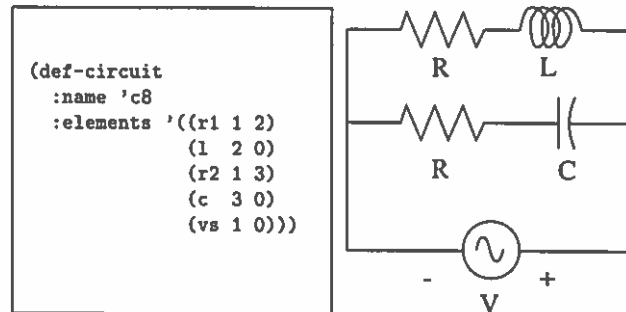 (def-circuit
:name 'c8
:elements '((r1 1 2)
(l 2 0)
(r2 1 3)
(c 3 0)
(vs 1 0)))
R L
R C
- +
V